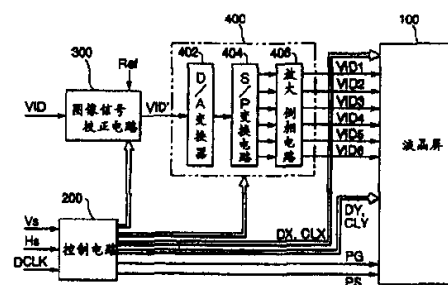 400
100
300
Ref
402
404
406
VID
图像信号
校正电路
VID'
D/A变换器
S/P变换电路
放大倒相电路
VID1
VID2
VID3
VID4
VID5
VID6
液晶屏
200
Vs
Hs
DCLK
控制电路
DX, CLX
DY,
CLY
PG
PS